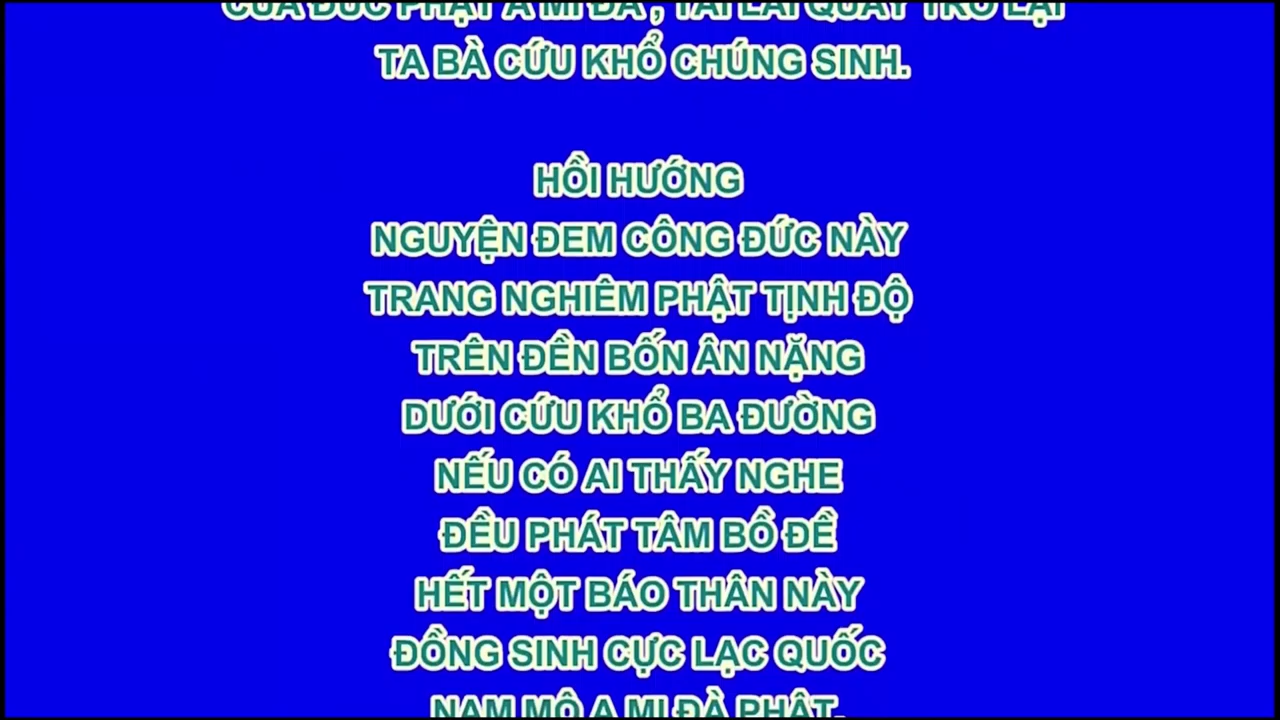 CỦA ĐỨC PHẬT A MI ĐÀ , TÁI LAI QUAY TRỞ LẠI
TA BÀ CỨU KHỔ CHÚNG SINH.
HỒI HƯỚNG
NGUYỆN ĐEM CÔNG ĐỨC NÀY
TRANG NGHIÊM PHẬT TỊNH ĐỘ
TRÊN ĐỀN BỐN ÂN NẶNG
DƯỚI CỨU KHỔ BA ĐƯỜNG
NẾU CÓ AI THẤY NGHE
ĐỀU PHÁT TÂM BỒ ĐỀ
HẾT MỘT BÁO THÂN NÀY
ĐỒNG SINH CỰC LẠC QUỐC
NAM MÔ A MI ĐÀ PHẬT.